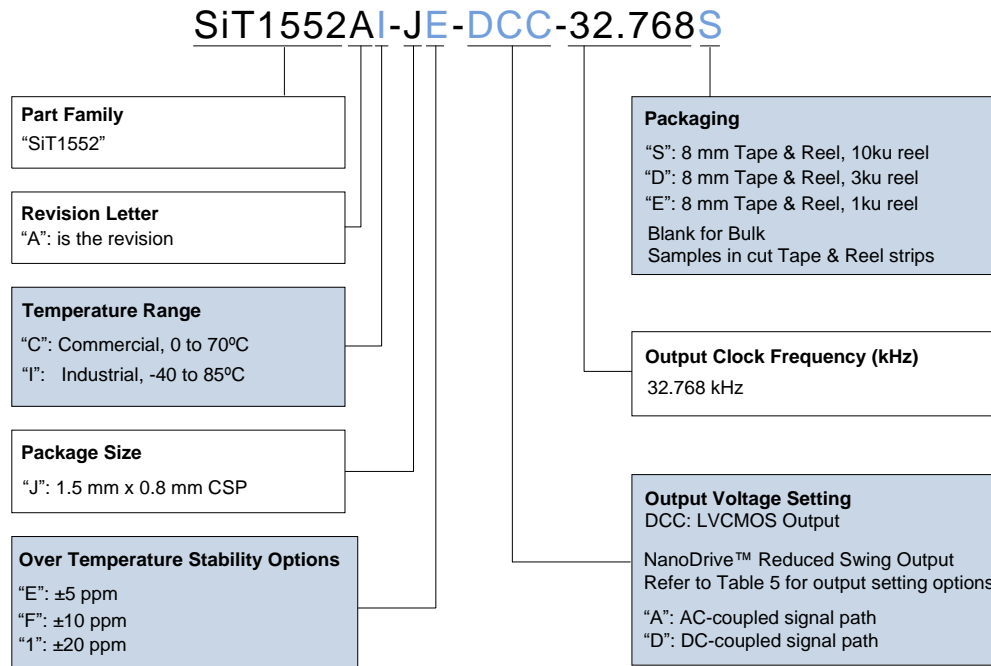 SiT1552AI-JE-DCC-32.768S
Part Family
“SiT1552”
Revision Letter
“A”: is the revision
Temperature Range
“C”: Commercial, 0 to 70ºC
“I”: Industrial, -40 to 85ºC
Package Size
“J”: 1.5 mm x 0.8 mm CSP
Over Temperature Stability Options
“E”: ±5 ppm
“F”: ±10 ppm
“1”: ±20 ppm
Packaging
“S”: 8 mm Tape & Reel, 10ku reel
“D”: 8 mm Tape & Reel, 3ku reel
“E”: 8 mm Tape & Reel, 1ku reel
Blank for Bulk
Samples in cut Tape & Reel strips
Output Clock Frequency (kHz)
32.768 kHz
Output Voltage Setting
DCC: LVCMOS Output
NanoDrive™ Reduced Swing Output
Refer to Table 5 for output setting options
“A”: AC-coupled signal path
“D”: DC-coupled signal path